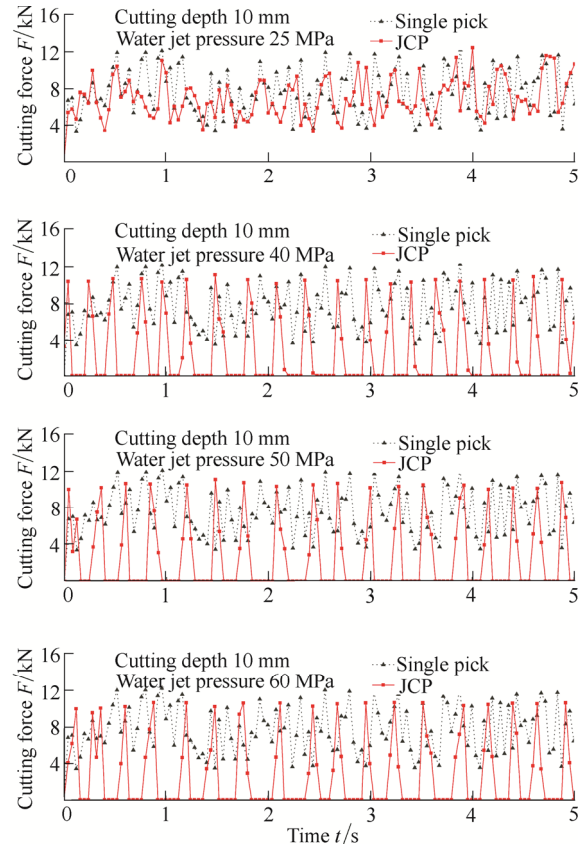 Cutting depth 10 mm
Water jet pressure 25 MPa
Single pick
JCP
Cutting force F/kN
16
12
8
4
0 1 2 3 4 5
Cutting depth 10 mm
Water jet pressure 40 MPa
Single pick
JCP
Cutting force F/kN
16
12
8
4
0 1 2 3 4 5
Cutting depth 10 mm
Water jet pressure 50 MPa
Single pick
JCP
Cutting force F/kN
16
12
8
4
0 1 2 3 4 5
Cutting depth 10 mm
Water jet pressure 60 MPa
Single pick
JCP
Cutting force F/kN
16
12
8
4
0 1 2 3 4 5
Time t/s